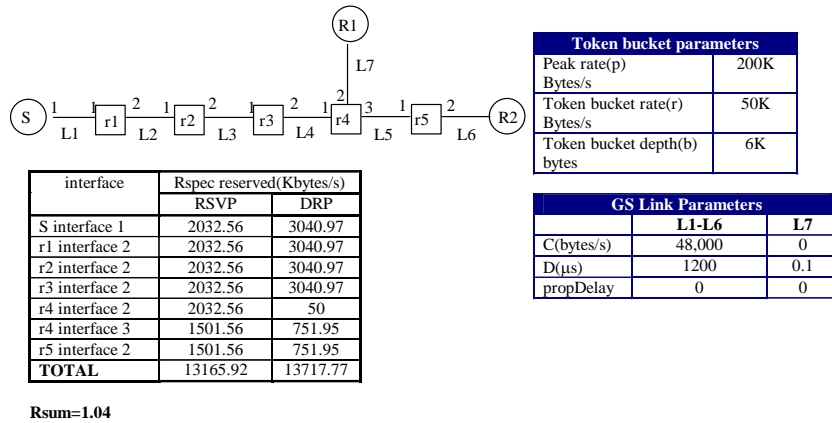 R1
L7
2
S 1 1 r1 2 1 r2 2 1 r3 2 1 r4 3 1 r5 2 R2
L1 L2 L3 L4 L5 L6
Token bucket parameters
Peak rate(p) 200K
Bytes/s
Token bucket rate(r) 50K
Bytes/s
Token bucket depth(b) 6K
bytes
interface Rspec reserved(Kbytes/s)
RSVP DRP
S interface 1 2032.56 3040.97
r1 interface 2 2032.56 3040.97
r2 interface 2 2032.56 3040.97
r3 interface 2 2032.56 3040.97
r4 interface 2 2032.56 50
r4 interface 3 1501.56 751.95
r5 interface 2 1501.56 751.95
TOTAL 13165.92 13717.77
GS Link Parameters
L1-L6 L7
C(bytes/s) 48,000 0
D(µs) 1200 0.1
propDelay 0 0
Rsum=1.04